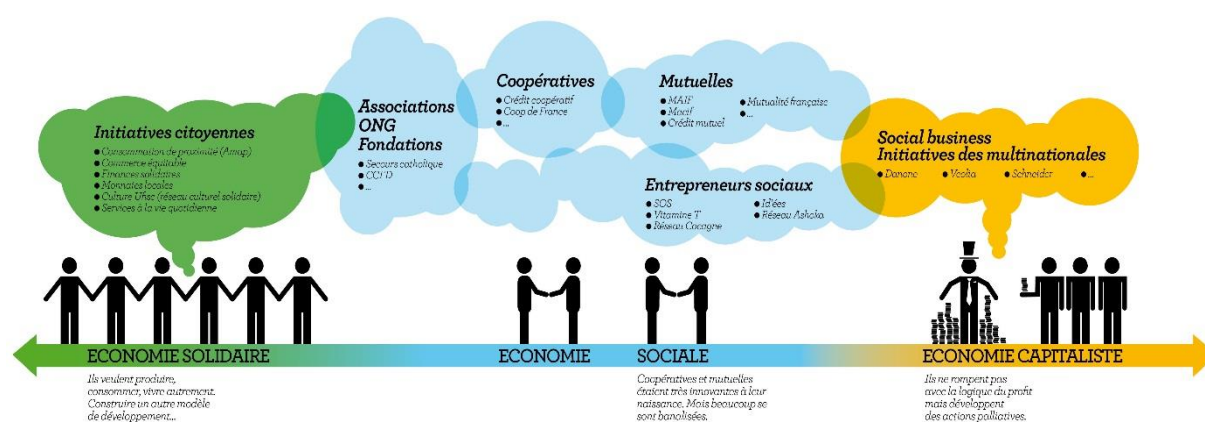 Initiatives citoyennes
● Consommation de proximité (Amap)
● Commerce équitable
● Finances solidaires
● Monnaies locales
● Culture Ufisc (réseau culturel solidaire)
● Services à la vie quotidienne
Associations
ONG
Fondations
● Secours catholique
● CCFD
● ...
Coopératives
● Crédit coopératif
● Coop de France
● ...
Mutuelles
● MAIF
● Macif
● Crédit mutuel
● Mutualité française
● ...
Entrepreneurs sociaux
● SOS
● Vitamine T
● Réseau Cocagne
● Id'ées
● Réseau Ashoka
Social business
Initiatives des multinationales
● Danone ● Veolia ● Schneider ● ...
ECONOMIE SOLIDAIRE
Ils veulent produire,
consommer, vivre autrement.
Construire un autre modèle
de développement...
ECONOMIE SOCIALE
Coopératives et mutuelles
étaient très innovantes à leur
naissance. Mais beaucoup se
sont banalisées.
ECONOMIE CAPITALISTE
Ils ne rompent pas
avec la logique du profit
mais développent
des actions palliatives.